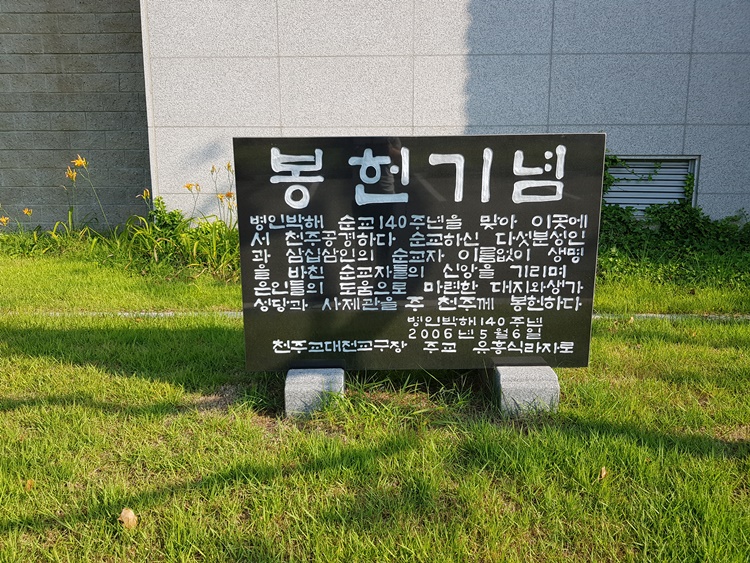 봉헌기념
병인박해 순교140주년을 맞아 이곳에
서 천주공경하다 순교하신 다섯분성인
과 삼십삼인의 순교자 이름없이 생명
을 바친 순교자들의 신앙을 기리며
은인들의 도움으로 마련한 대지와상가
성당과 사제관을 주 천주께 봉헌하다
병인박해140주년
2006년 5월6일
천주교대전교구장 주교 유흥식라자로